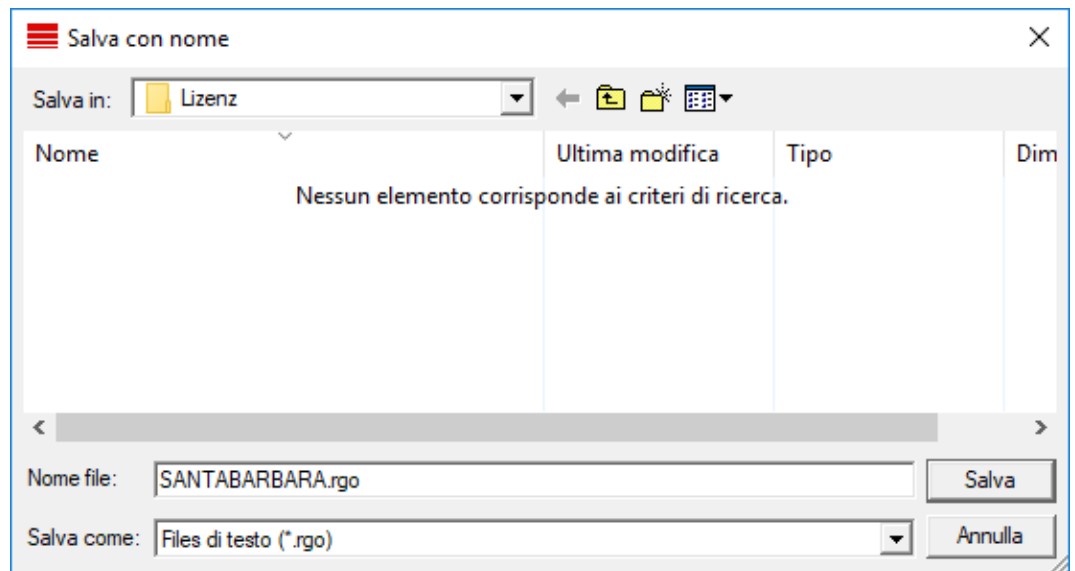 Salva con nome
Salva in: Lizenz
Nome Ultima modifica Tipo Dim
Nessun elemento corrisponde ai criteri di ricerca.
Nome file: SANTABARBARA.rgo Salva
Salva come: Files di testo (*.rgo) Annulla